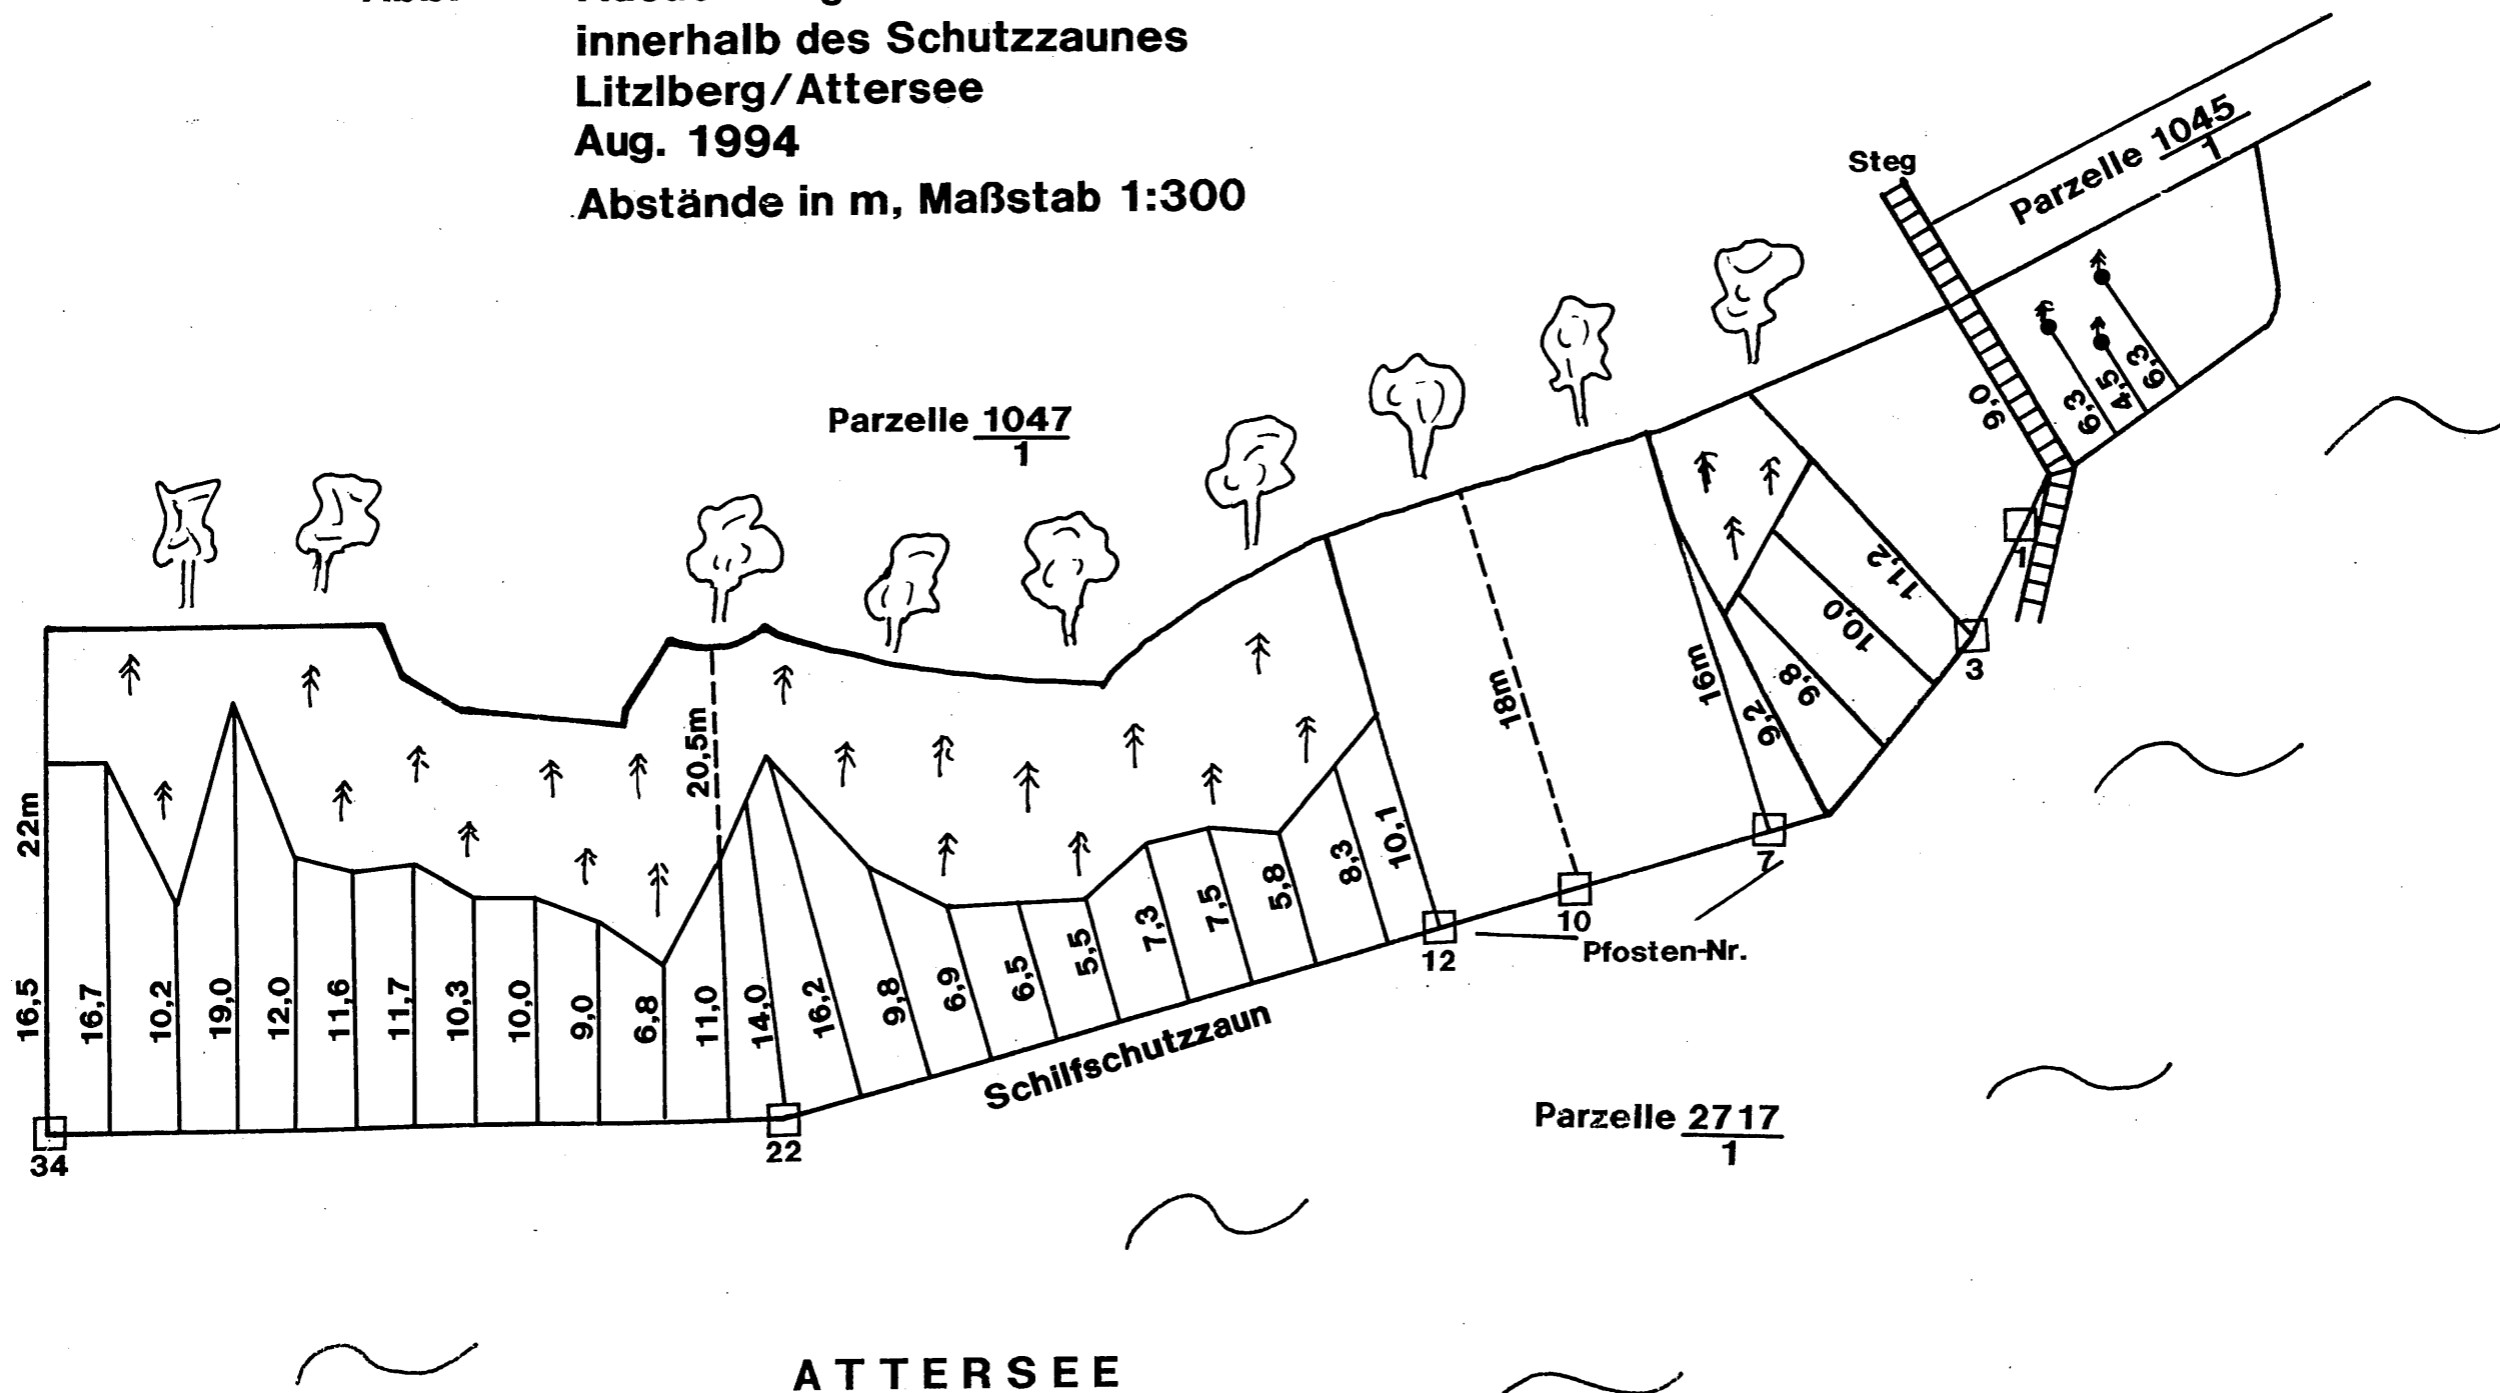 innerhalb des Schutzzaunes
Litzlberg/Attersee
Aug. 1994
Abstände in m, Maßstab 1:300
Steg
Parzelle 1045
1
Parzelle 1047
1
9,0
6,3
4,5
6,3
1
3
11,2
10,0
9,8
9,2
16m
7
18m
10
Pfosten-Nr.
12
20,5m
22m
16,5
16,7
10,2
19,0
12,0
11,6
11,7
10,3
10,0
9,0
6,8
11,0
14,0
16,2
9,8
6,9
6,5
5,5
7,3
7,5
5,8
8,3
10,1
Schilfschutzzaun
34
22
Parzelle 2717
1
ATTERSEE